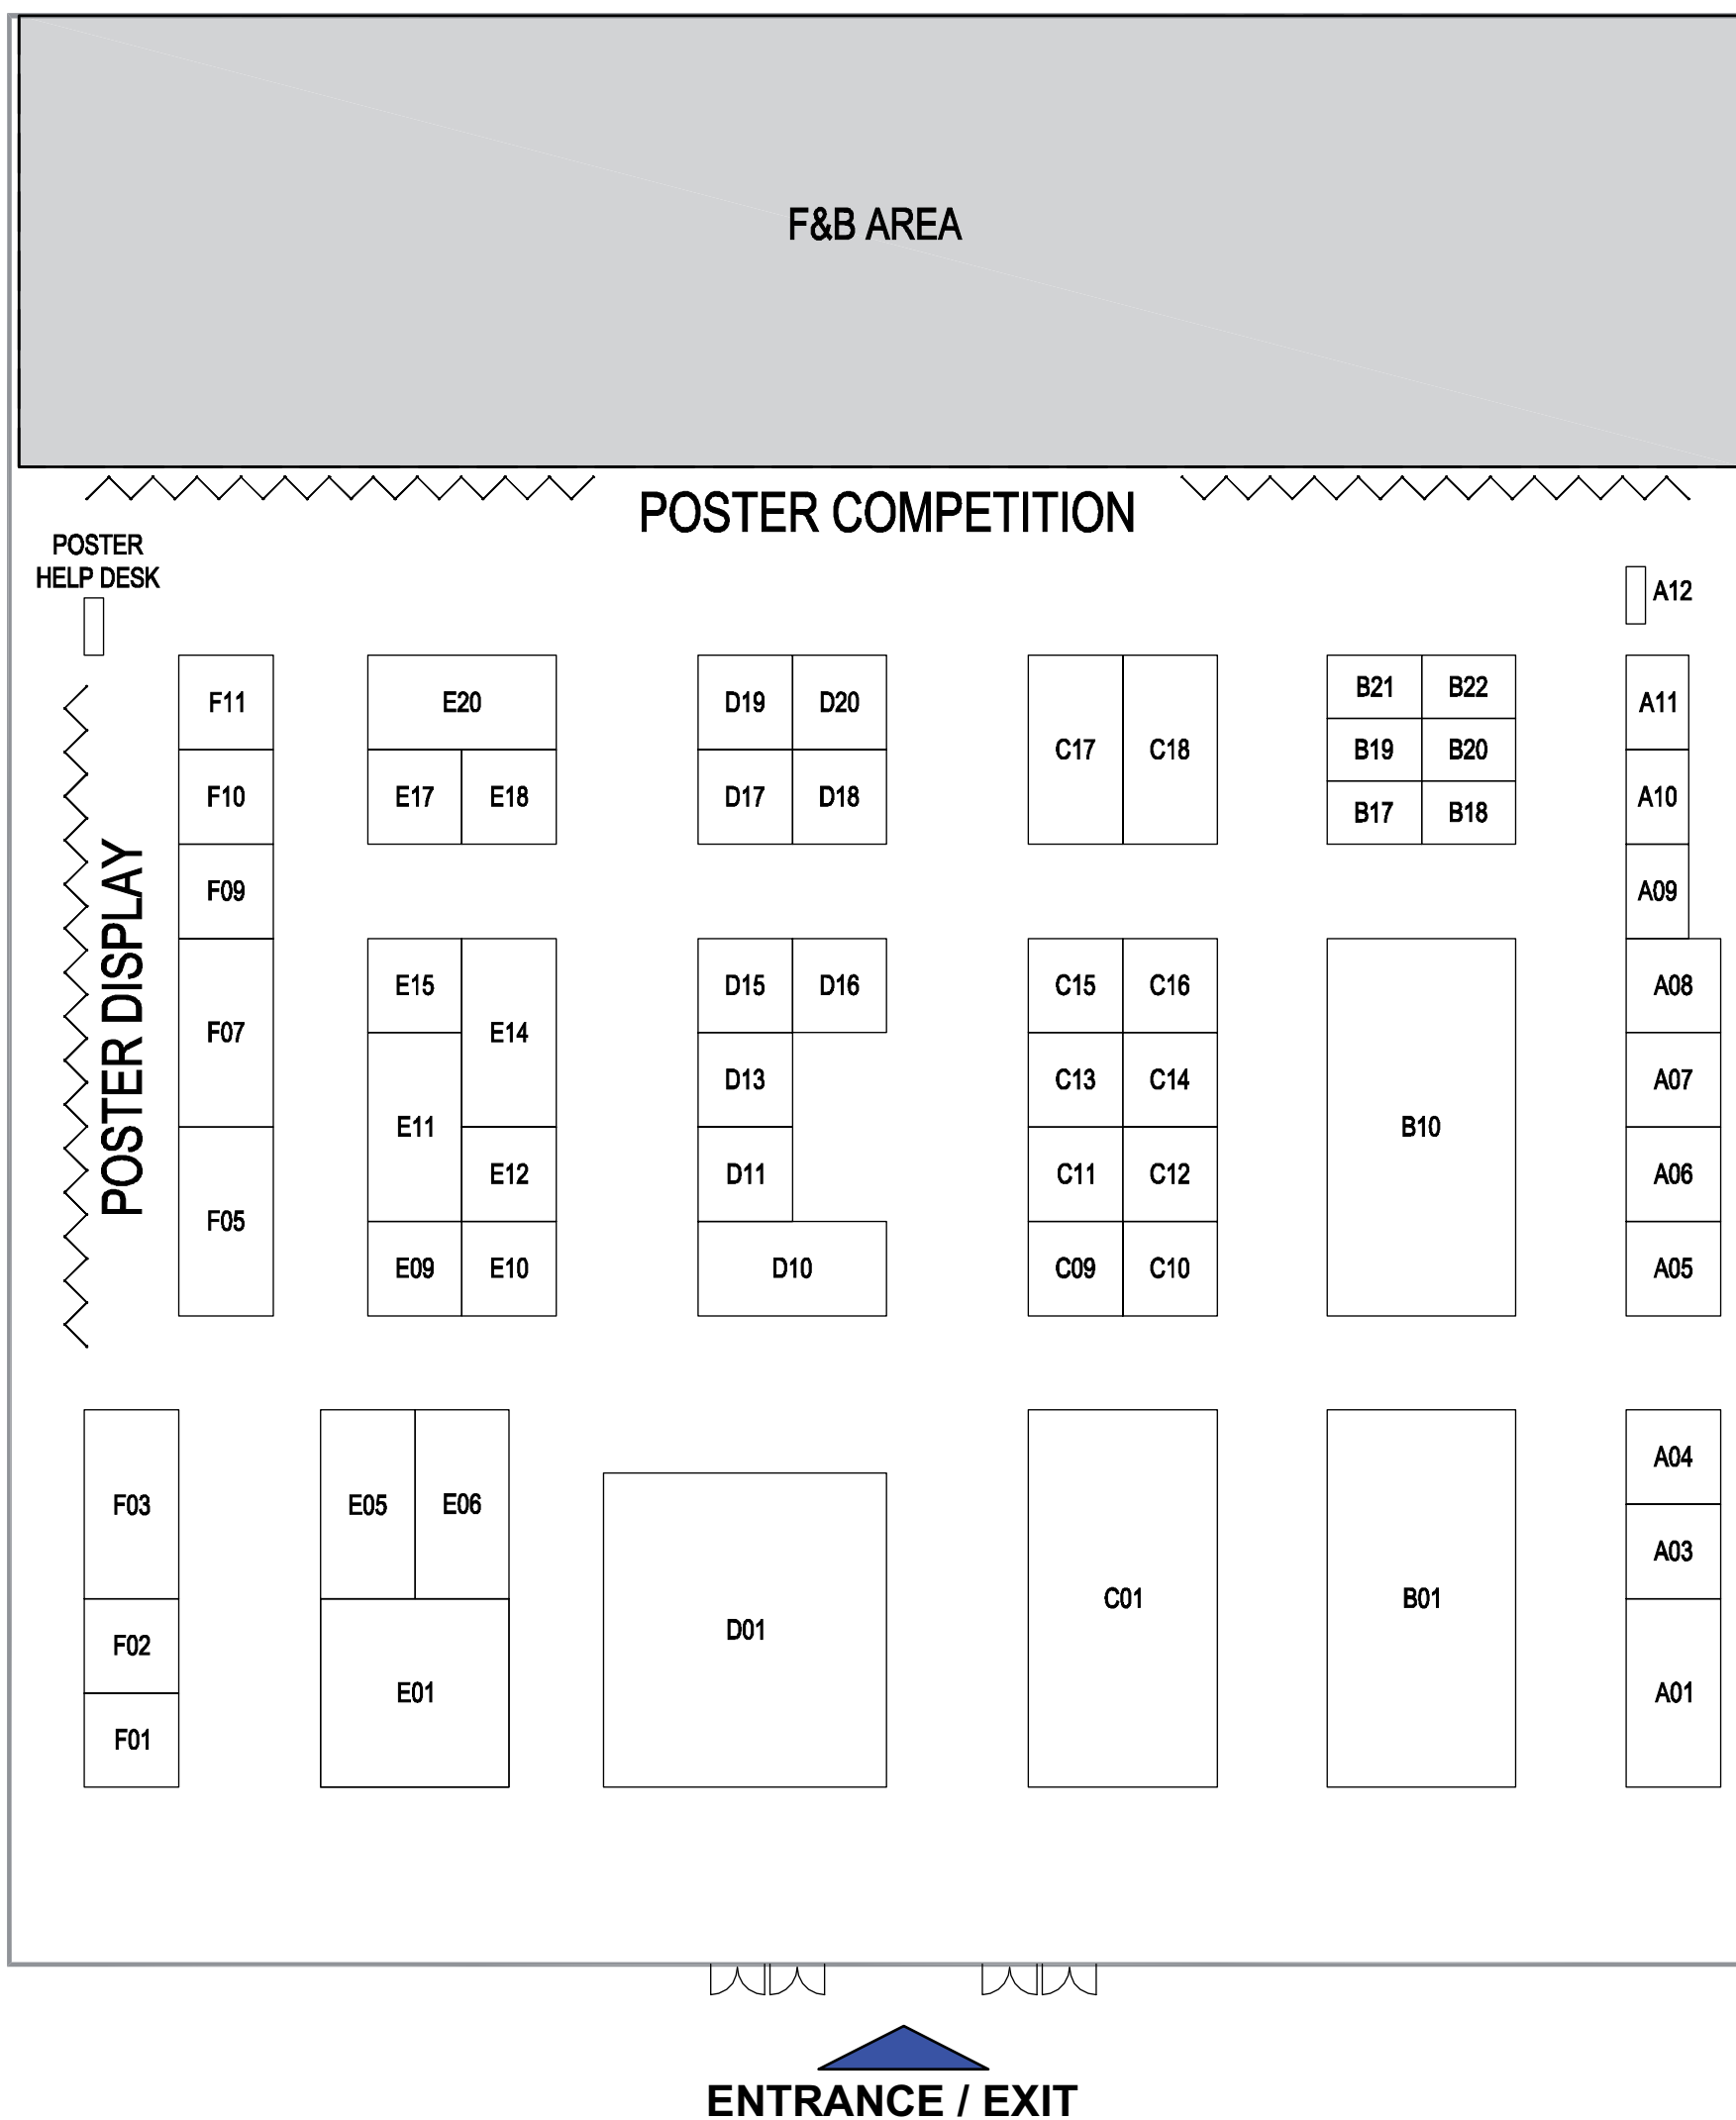 F&B AREA
POSTER COMPETITION
POSTER
HELP DESK
A12
F11 E20 D19 D20 C17 C18 B21 B22 A11
B19 B20
F10 E17 E18 D17 D18 B17 B18 A10
F09 A09
POSTER DISPLAY
F07 E15 E14 D15 D16 C15 C16 B10 A08
D13 C13 C14 A07
F05 E11 E12 D11 C11 C12 A06
E09 E10 D10 C09 C10 A05
F03 E05 E06 A04
A03
F02 E01 D01 C01 B01 A01
F01
ENTRANCE / EXIT